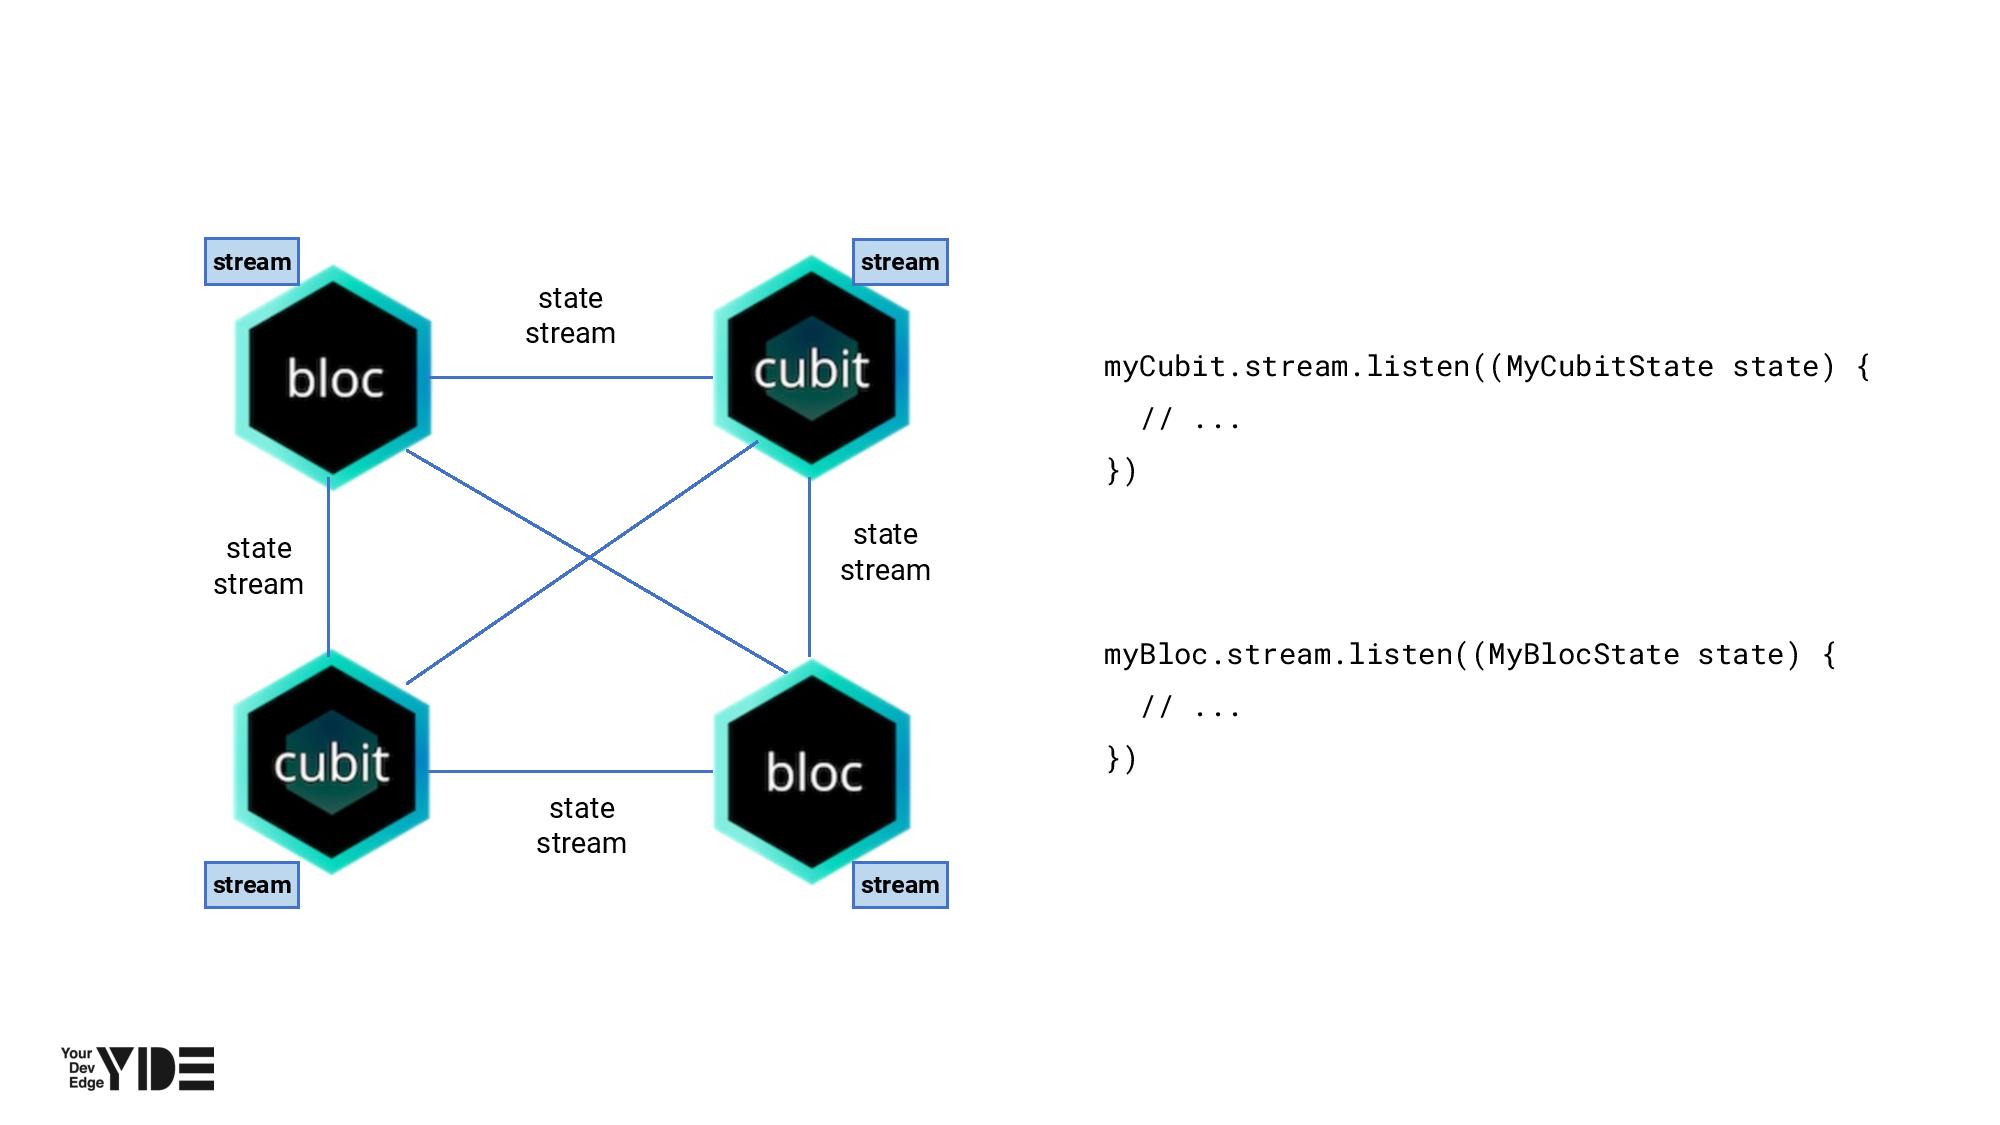 stream
stream
state
stream
bloc
cubit
state
stream
state
stream
cubit
bloc
state
stream
stream
stream
myCubit.stream.listen((MyCubitState state) {
  // ...
})
myBloc.stream.listen((MyBlocState state) {
  // ...
})
Your
Dev
Edge
YDE